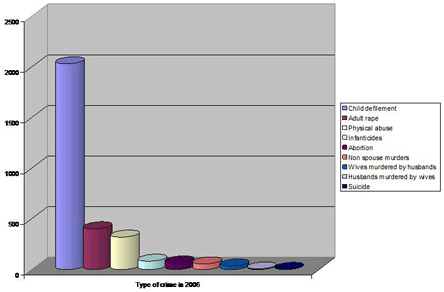 2500
2000
1500
1000
500
0
Type of crime in 2006
Child defilement
Adult rape
Physical abuse
Infanticides
Abortion
Non spouse murders
Wives murdered by husbands
Husbands murdered by wives
Suicide